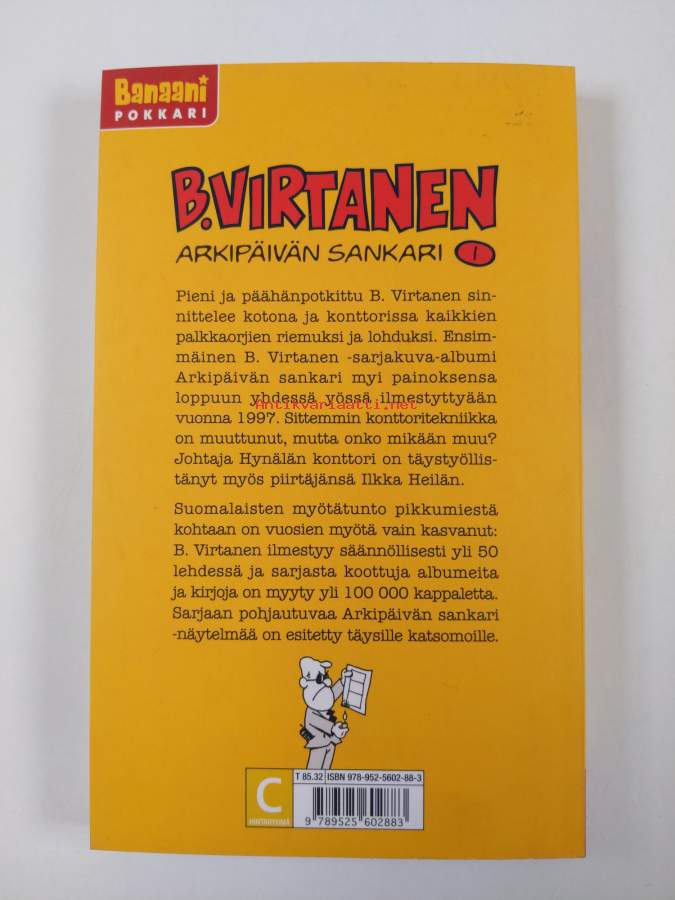 Banaani
POKKARI
B.VIRTANEN
ARKIPÄIVÄN SANKARI 1
Pieni ja päähänpotkittu B. Virtanen sin-
nittelee kotona ja konttorissa kaikkien
palkkaorjien riemuksi ja lohduksi. Ensim-
mäinen B. Virtanen -sarjakuva-albumi
Arkipäivän sankari myi painoksensa
loppuun yhdessä yössä ilmestyttyään
Antikvariaatti.net
vuonna 1997. Sittemmin konttoritekniikka
on muuttunut, mutta onko mikään muu?
Johtaja Hynälän konttori on täystyöllis-
tänyt myös piirtäjänsä Ilkka Heilän.
Suomalaisten myötätunto pikkumiestä
kohtaan on vuosien myötä vain kasvanut:
B. Virtanen ilmestyy säännöllisesti yli 50
lehdessä ja sarjasta koottuja albumeita
ja kirjoja on myyty yli 100 000 kappaletta.
Sarjaan pohjautuvaa Arkipäivän sankari
-näytelmää on esitetty täysille katsomoille.
T 85.32 ISBN 978-952-5602-88-3
C
HINTARYHMÄ
9 789525 602883